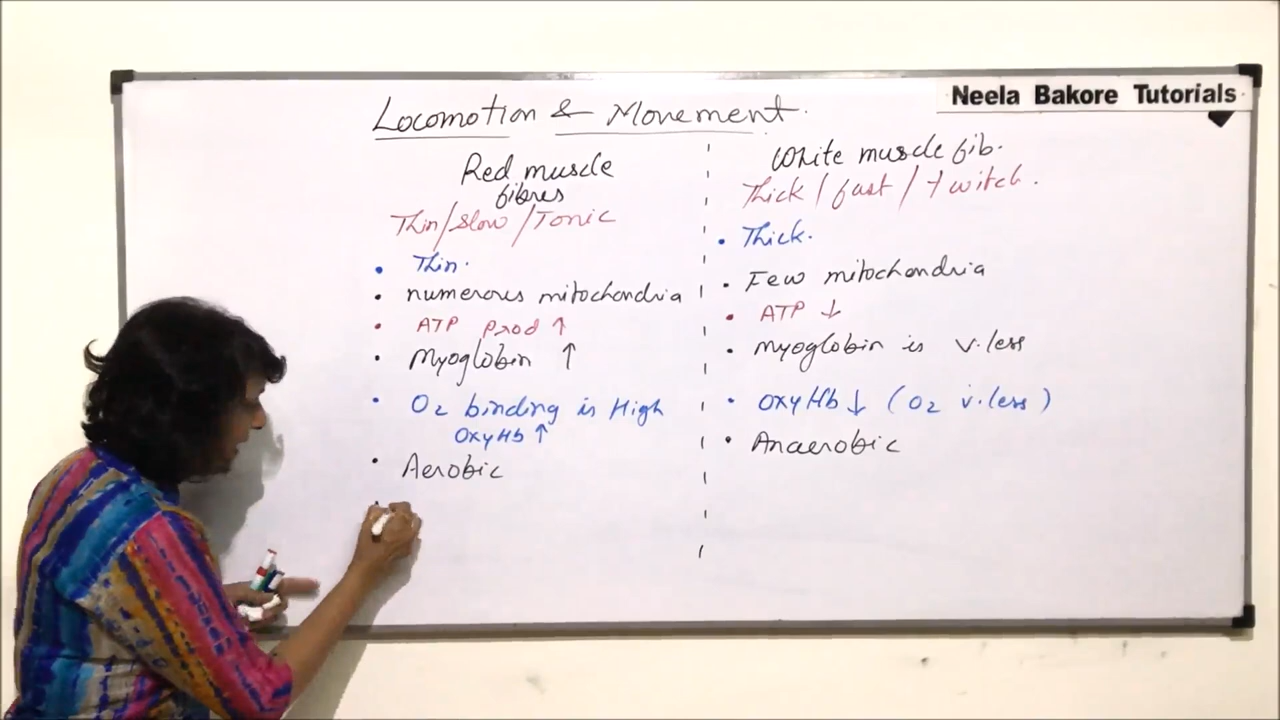 Neela Bakore Tutorials
Locomotion & Movement.
Red muscle
fibres
Thin/Slow/Tonic
• Thin.
• numerous mitochondria
• ATP prod ↑
• Myoglobin ↑
• O2 binding is High
OxyHb ↑
• Aerobic
White muscle fib.
Thick/fast/twitch.
• Thick.
• Few mitochondria
• ATP ↓
• myoglobin is v.less
• OxyHb ↓ (O2 v.less)
• Anaerobic